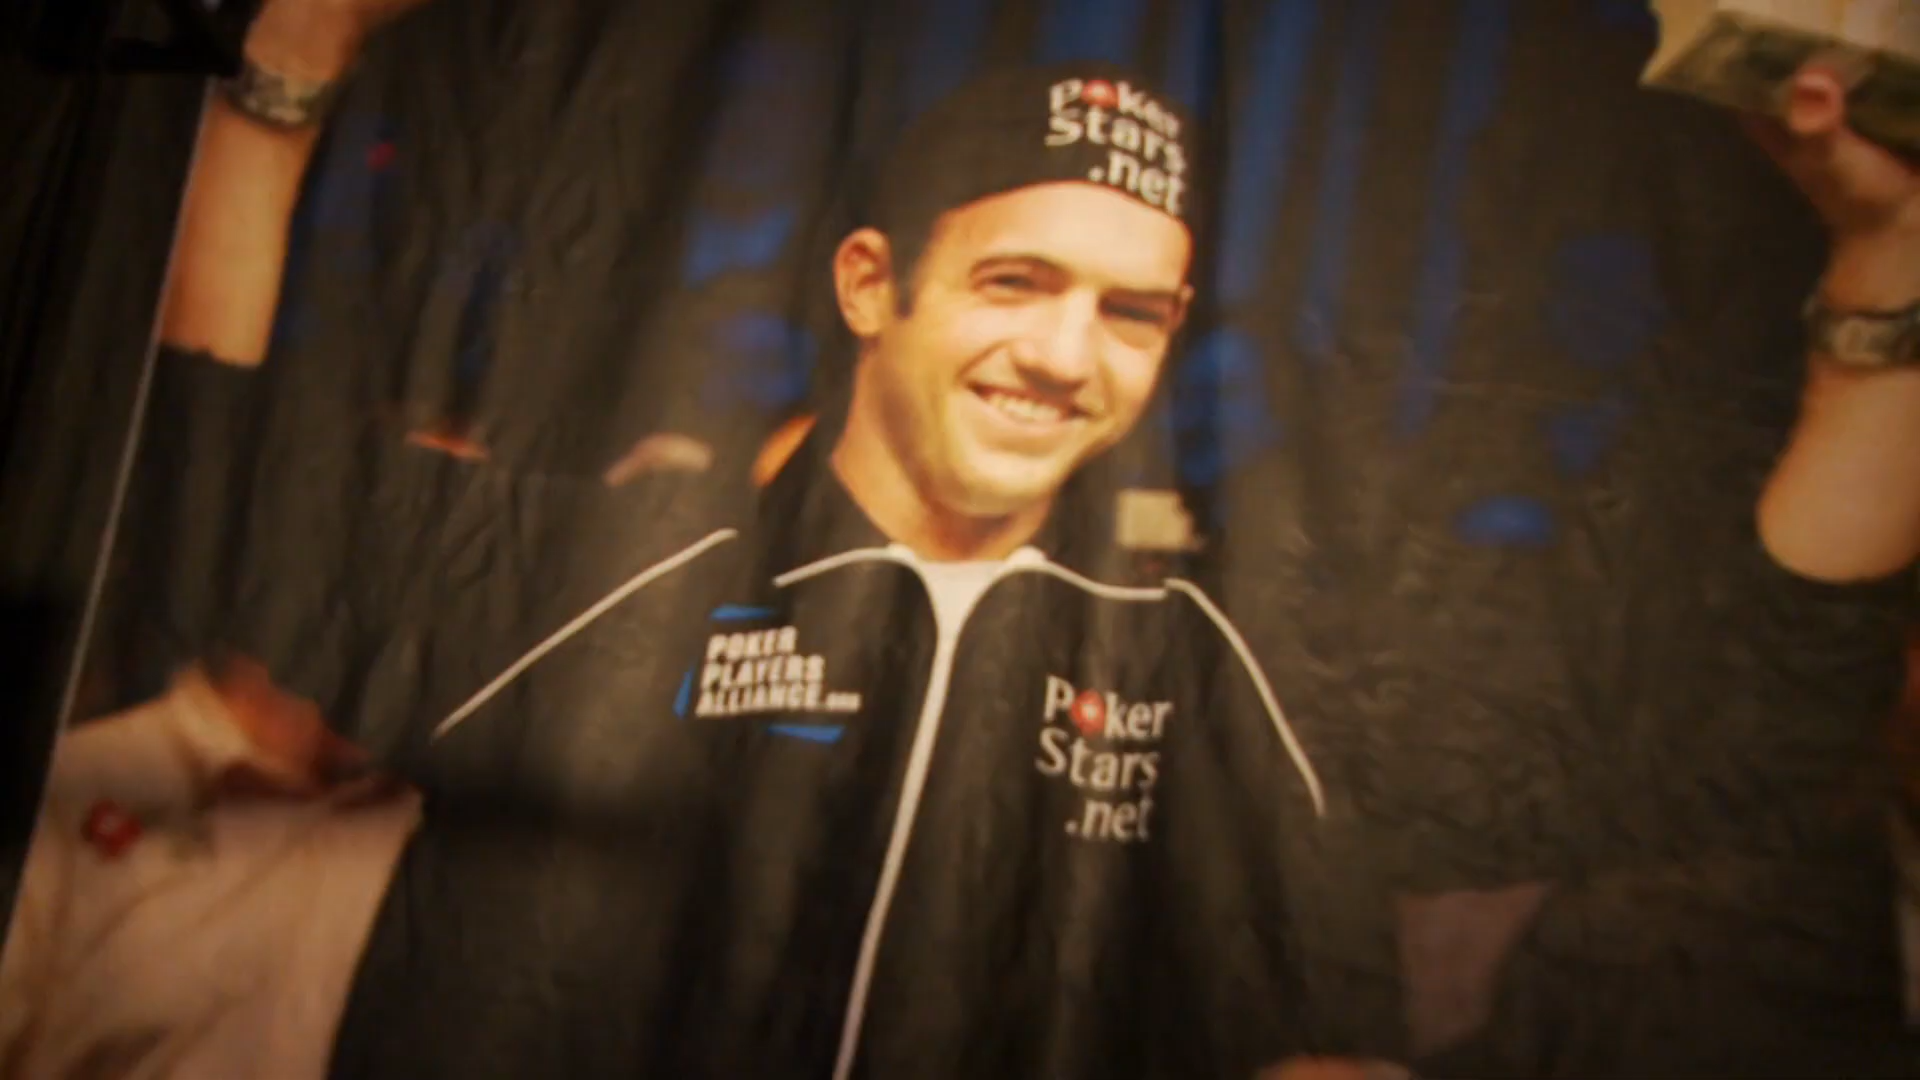 Poker
Stars
.net
POKER
PLAYERS
ALLIANCE
Poker
Stars
.net